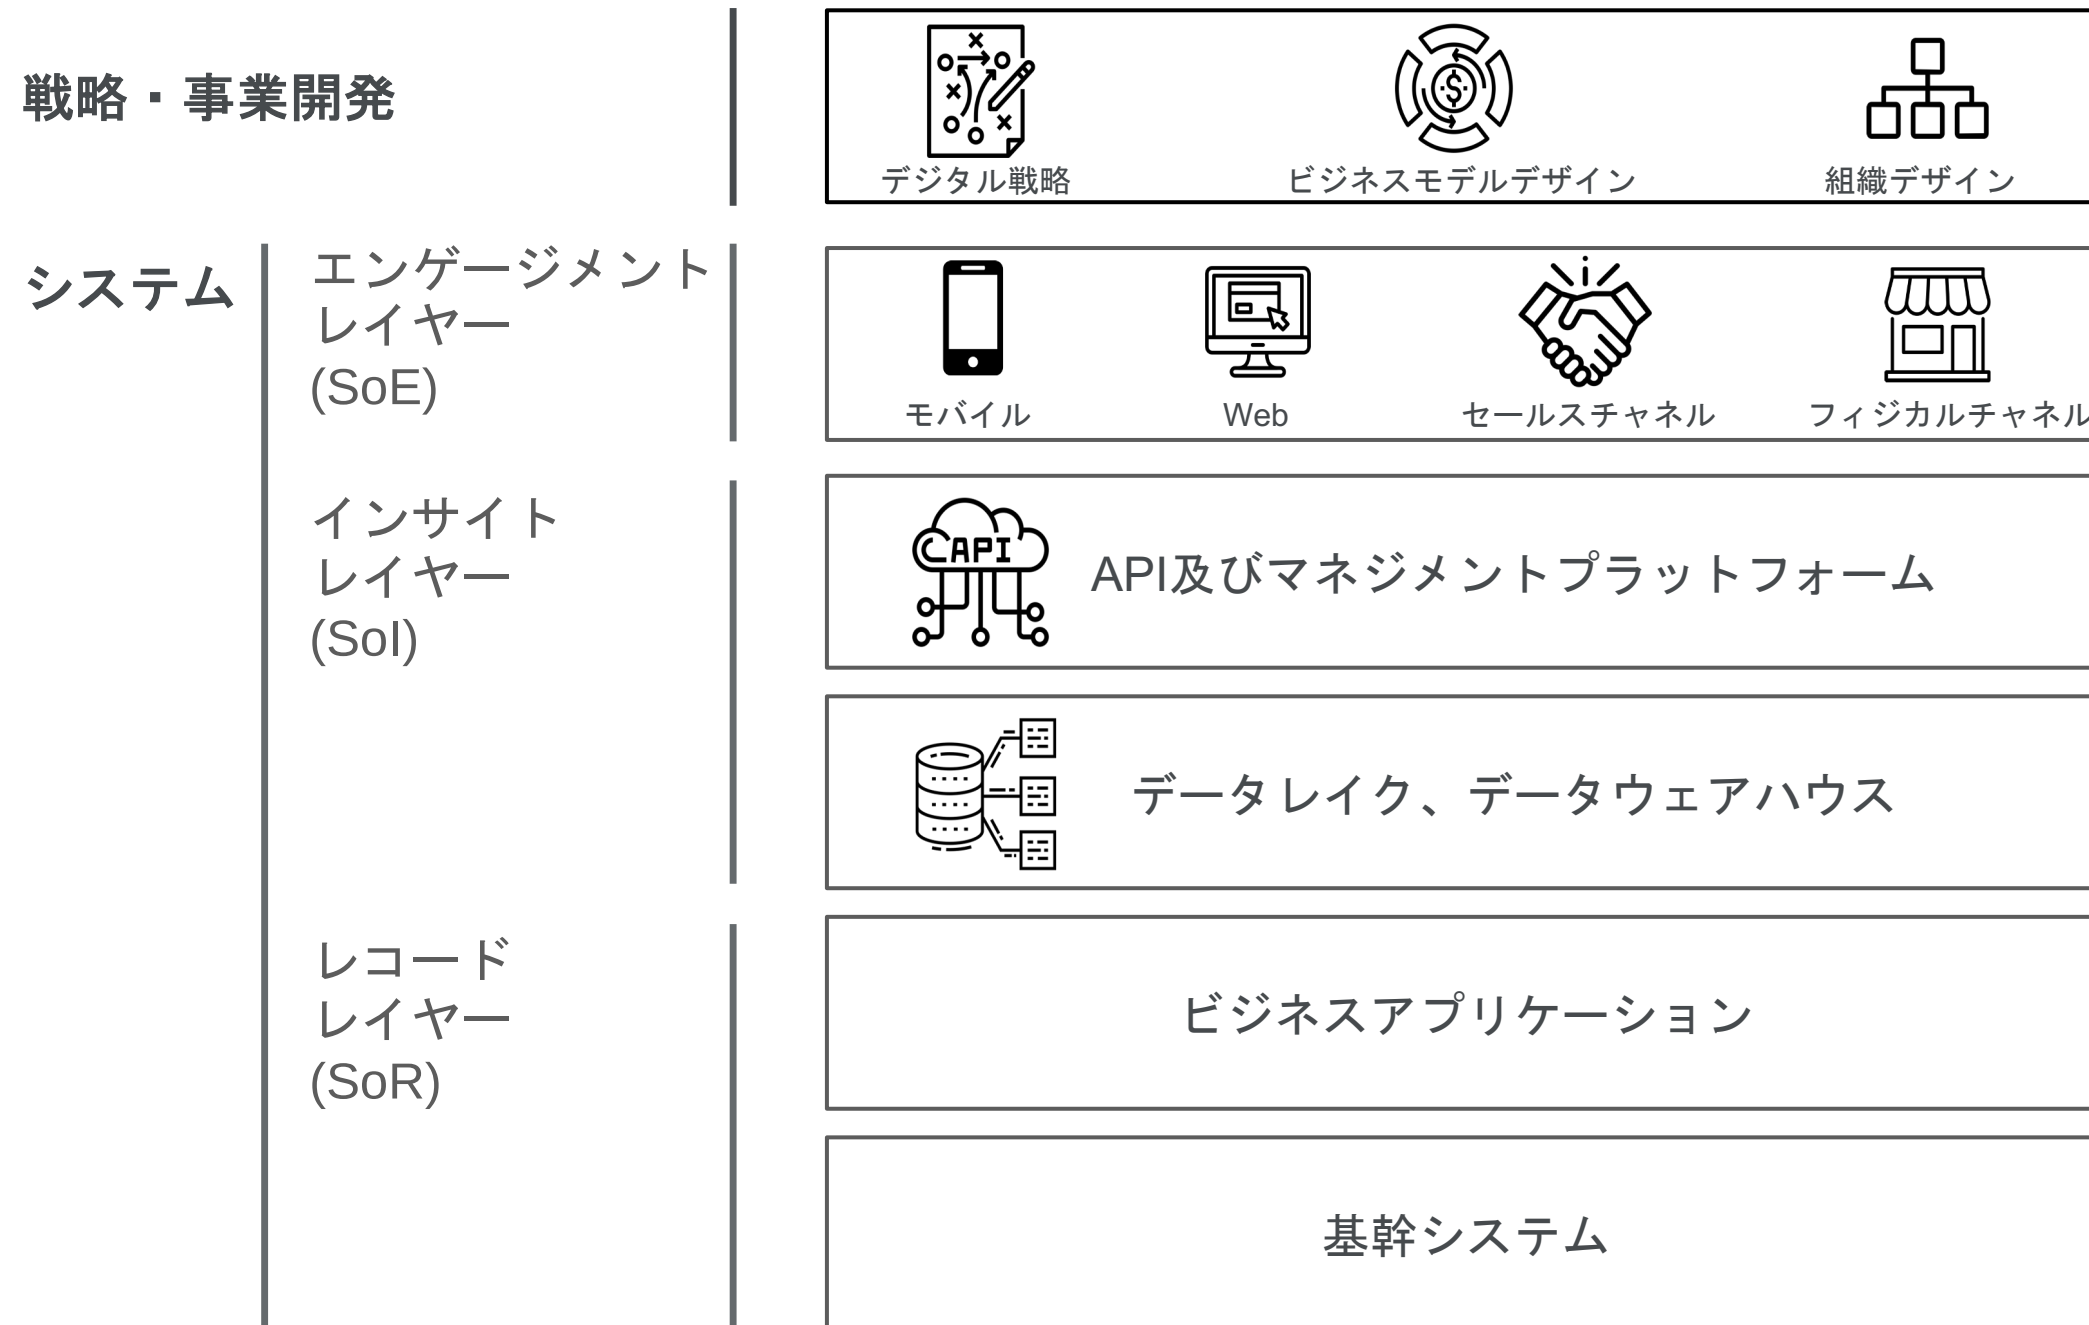 戦略・事業開発
デジタル戦略
ビジネスモデルデザイン
組織デザイン
システム
エンゲージメント
レイヤー
(SoE)
モバイル
Web
セールスチャネル
フィジカルチャネル
インサイト
レイヤー
(SoI)
API
API及びマネジメントプラットフォーム
データレイク、データウェアハウス
レコード
レイヤー
(SoR)
ビジネスアプリケーション
基幹システム